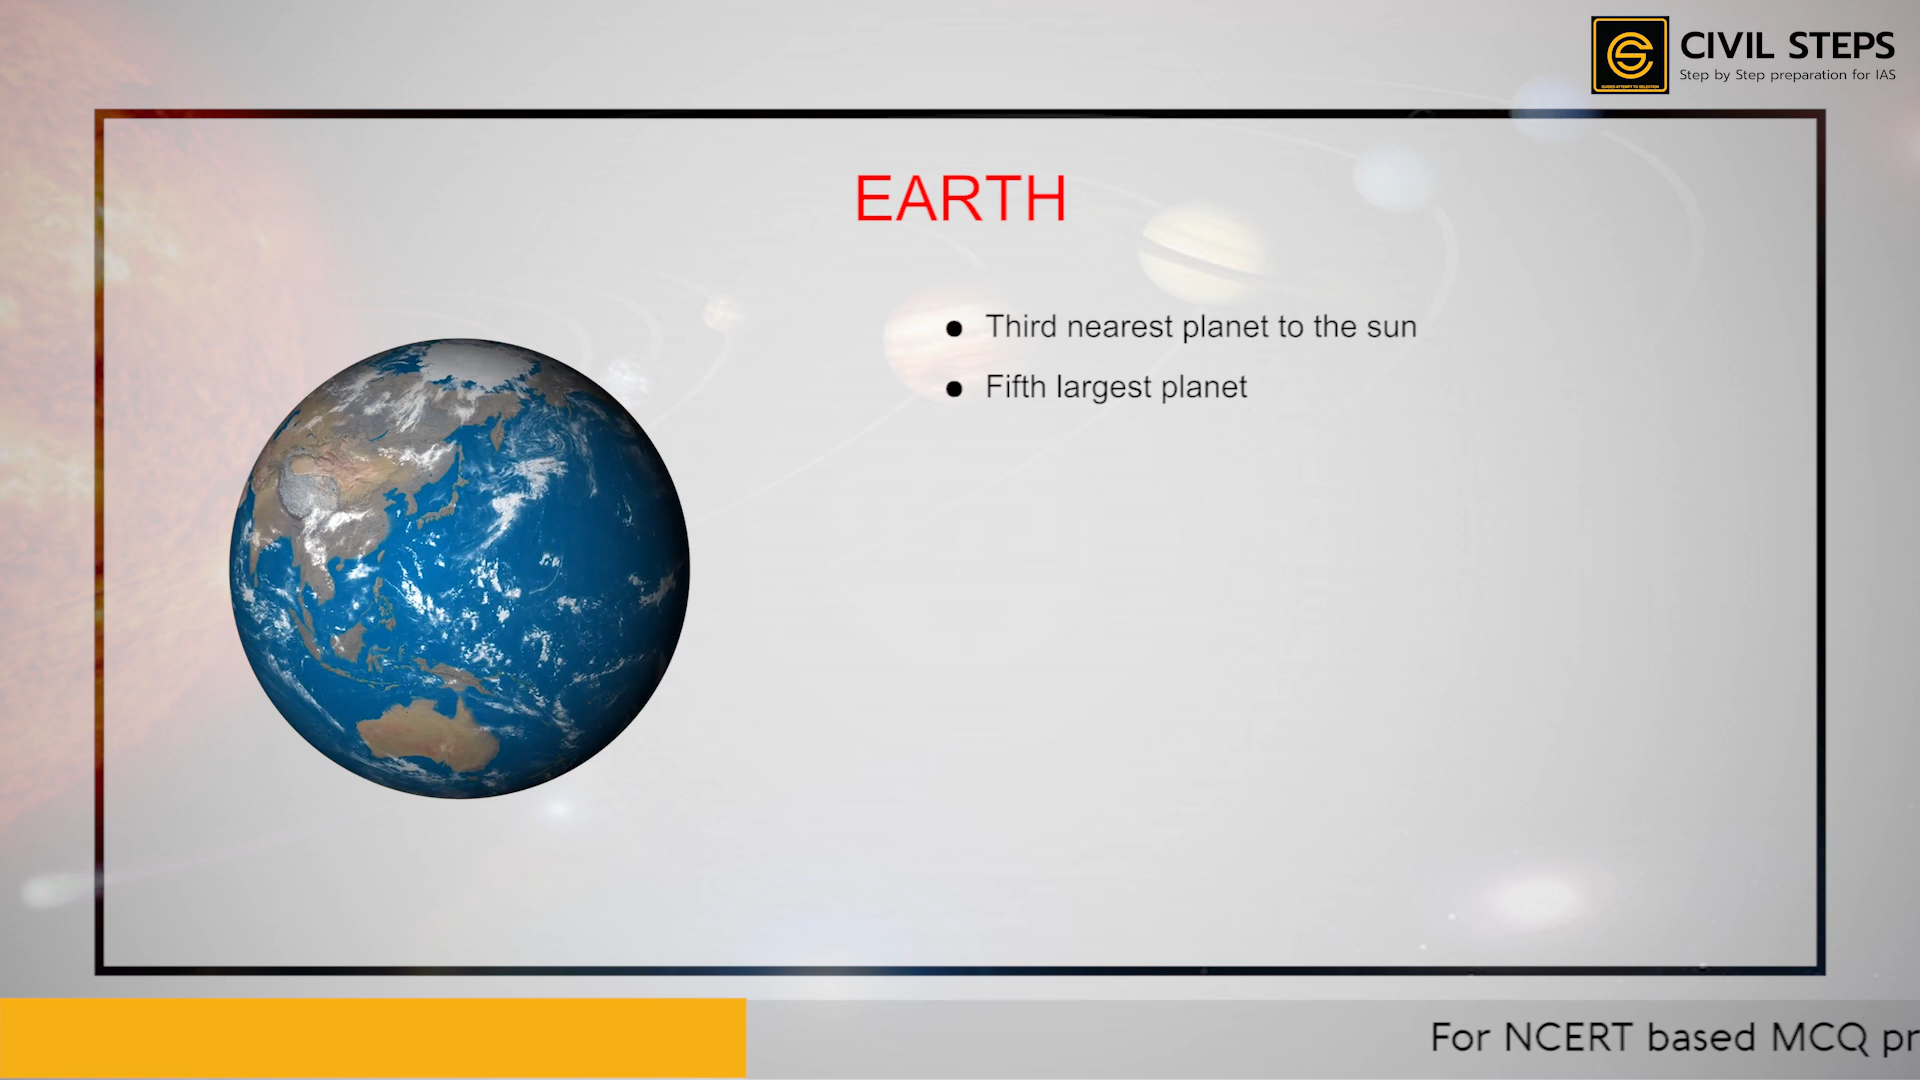 CIVIL STEPS
Step by Step preparation for IAS
EARTH
● Third nearest planet to the sun
● Fifth largest planet
For NCERT based MCQ pr